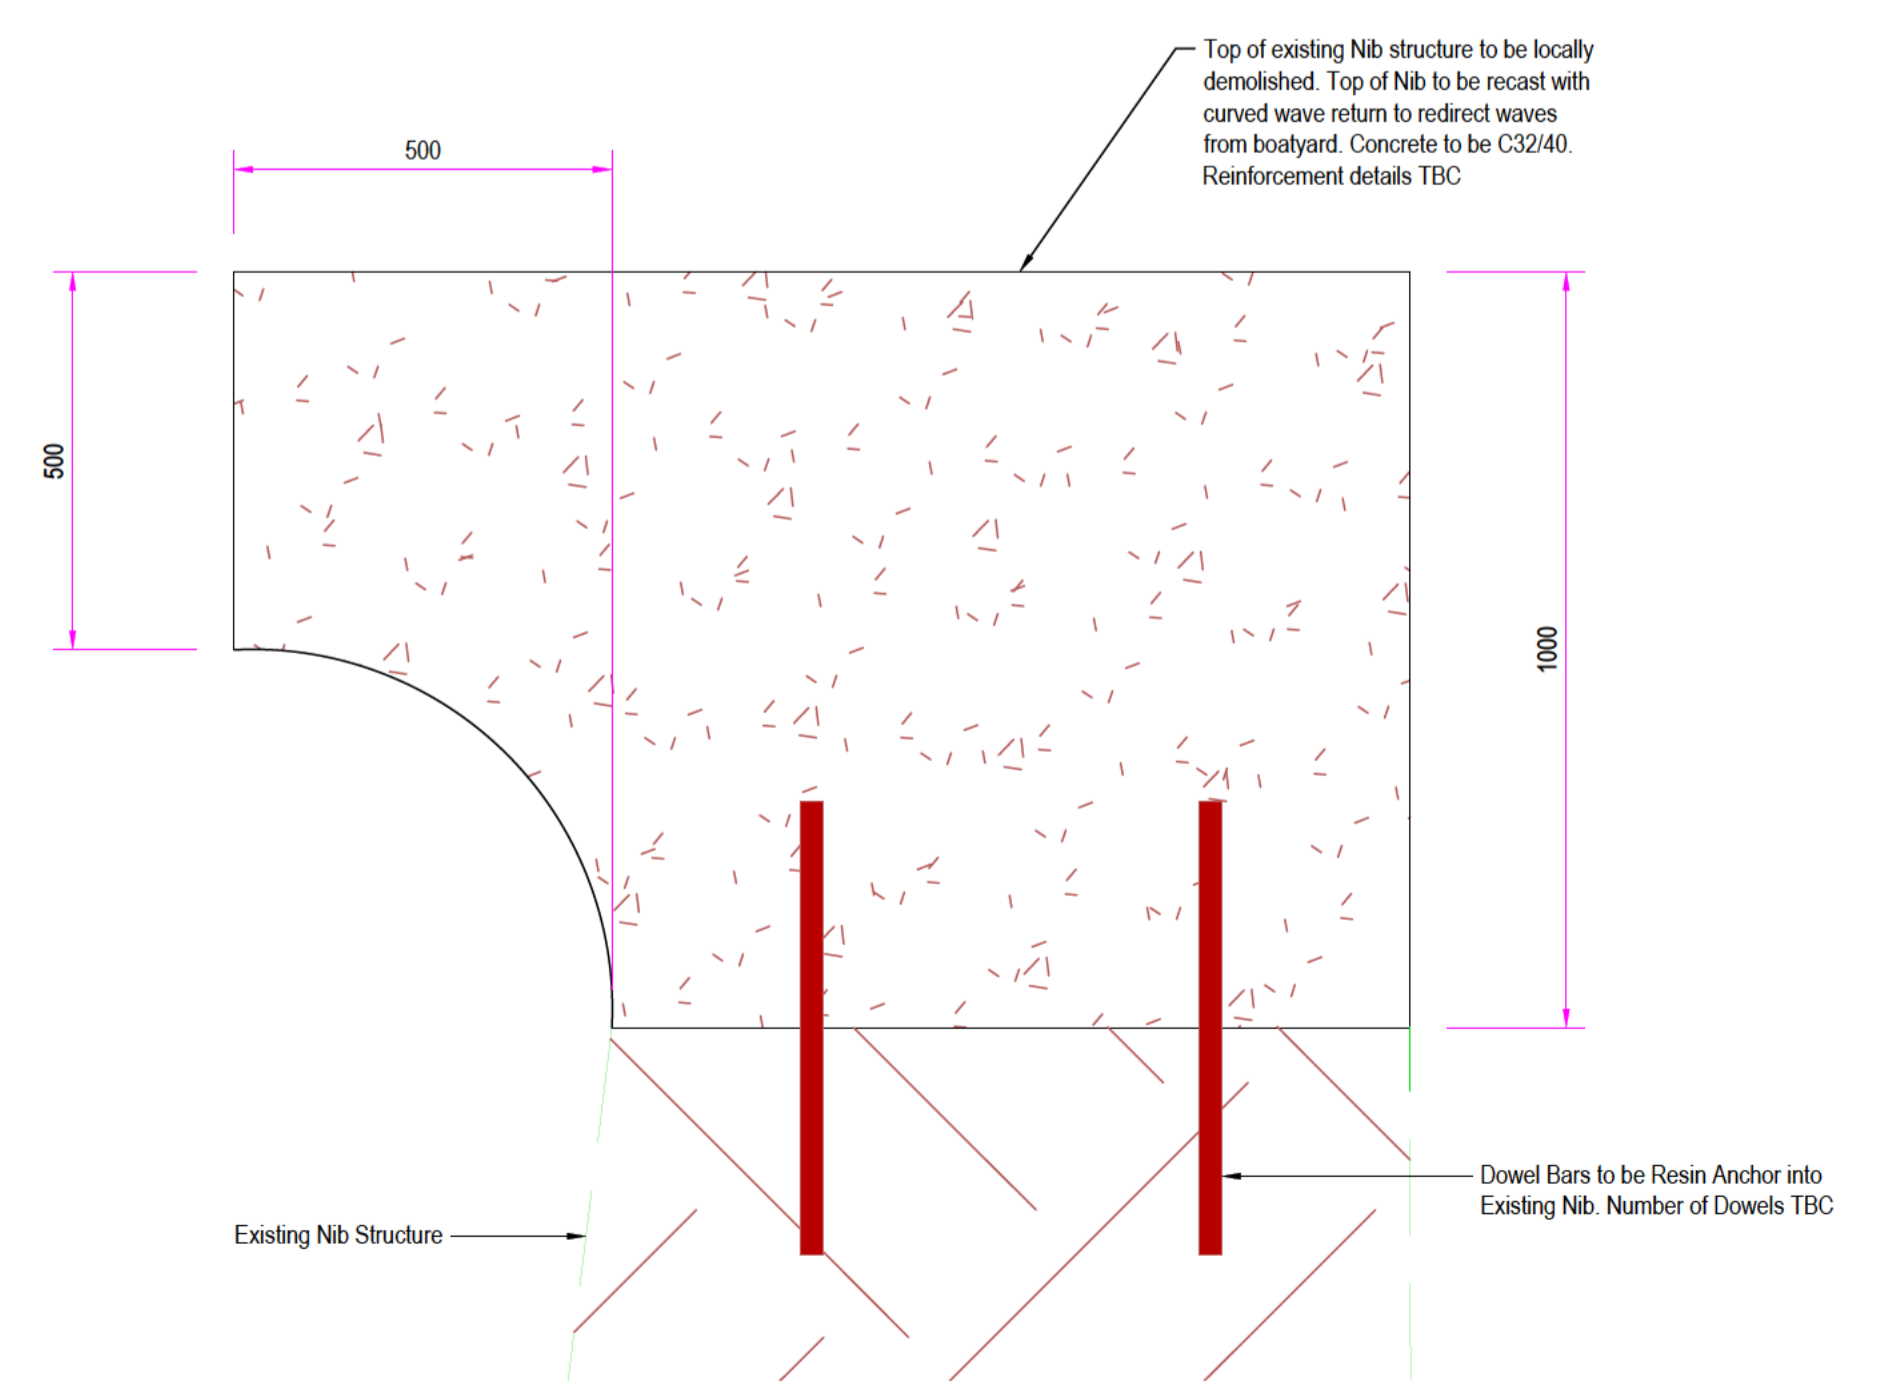 Top of existing Nib structure to be locally
demolished. Top of Nib to be recast with
curved wave return to redirect waves
from boatyard. Concrete to be C32/40.
Reinforcement details TBC
500
500
1000
Dowel Bars to be Resin Anchor into
Existing Nib. Number of Dowels TBC
Existing Nib Structure